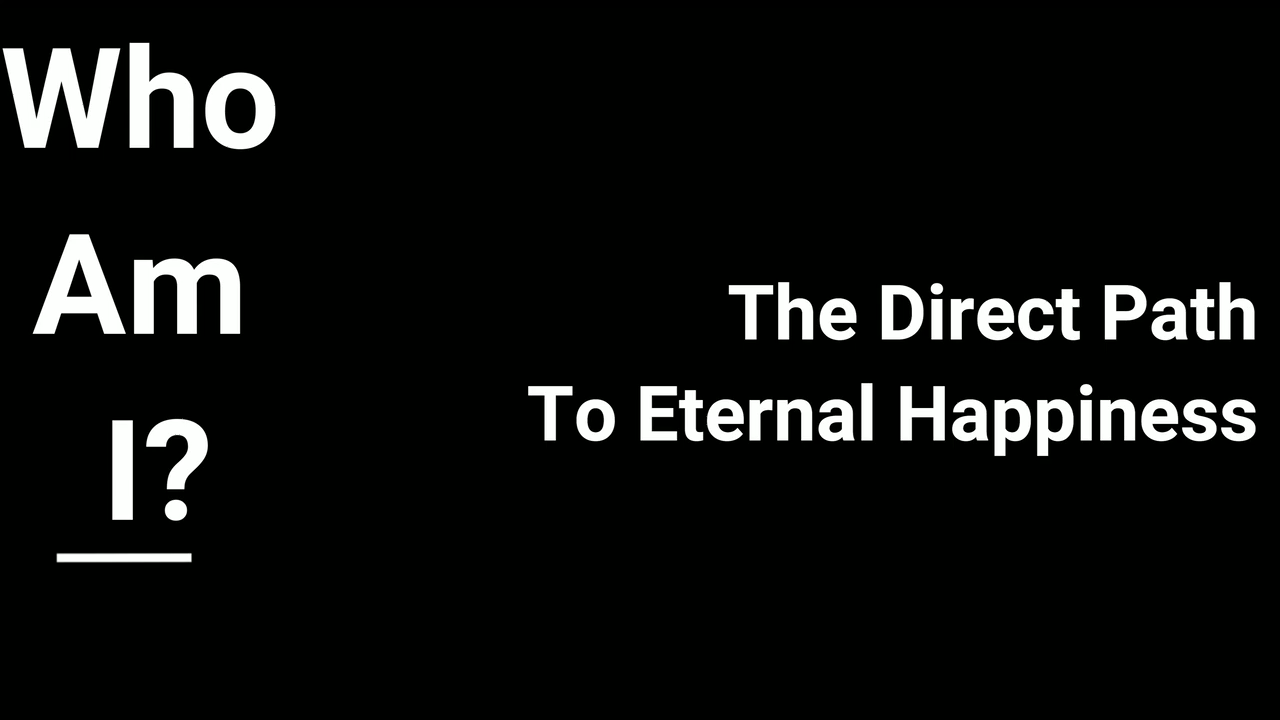 Who
Am
I?
The Direct Path
To Eternal Happiness